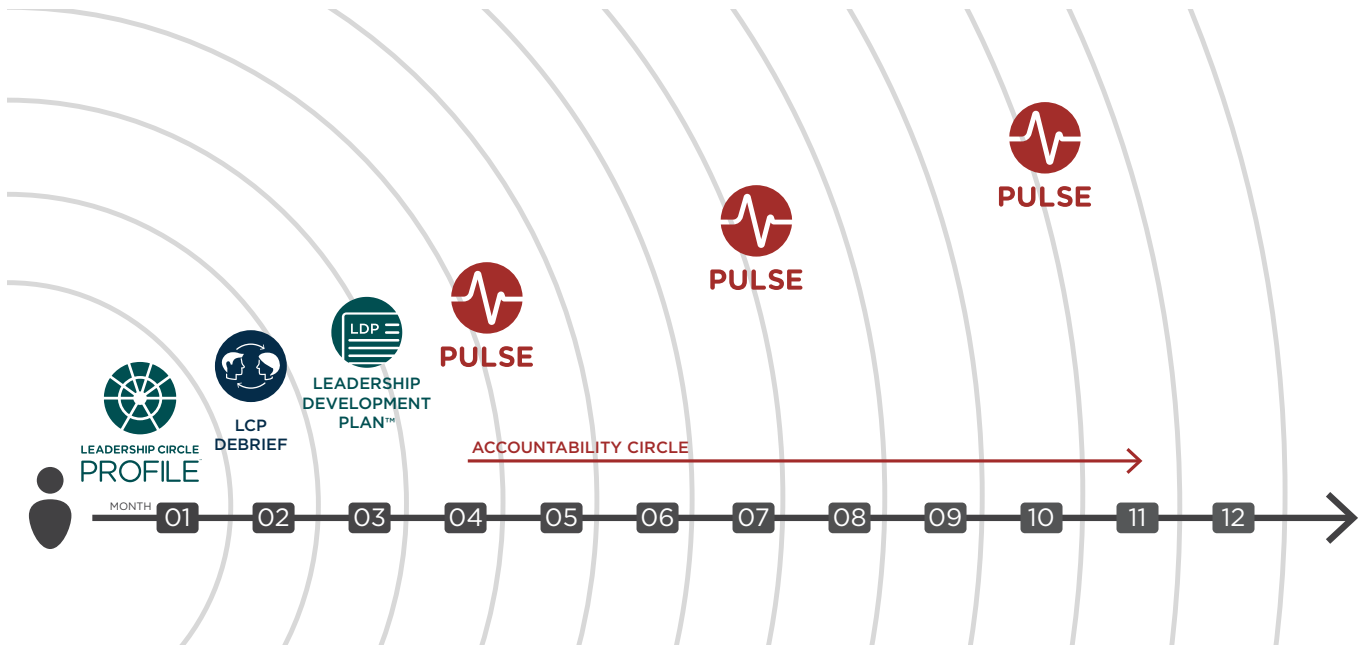 PULSE
PULSE
PULSE
LDP
LEADERSHIP
DEVELOPMENT
PLAN™
LCP
DEBRIEF
LEADERSHIP CIRCLE
PROFILE™
ACCOUNTABILITY CIRCLE
MONTH
01
02
03
04
05
06
07
08
09
10
11
12